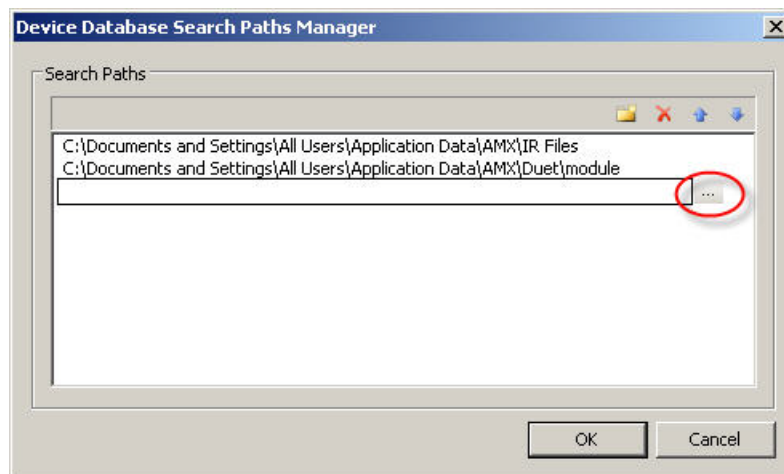 Device Database Search Paths Manager
Search Paths
C:\Documents and Settings\All Users\Application Data\AMX\IR Files
C:\Documents and Settings\All Users\Application Data\AMX\Duet\module
...
OK
Cancel